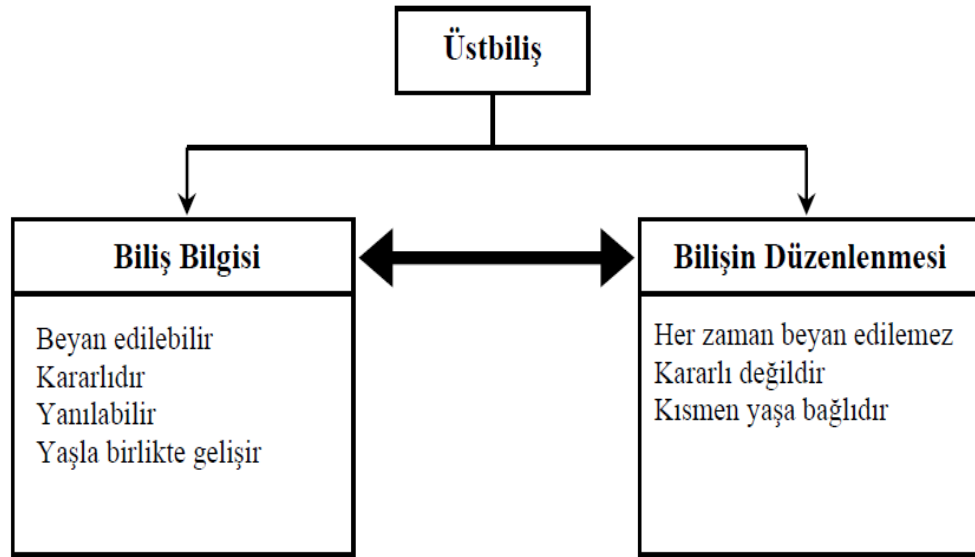 Üstbiliş
Biliş Bilgisi
Beyan edilebilir
Kararlıdır
Yanılabilir
Yaşla birlikte gelişir
Bilişin Düzenlenmesi
Her zaman beyan edilemez
Kararlı değildir
Kısmen yaşa bağlıdır